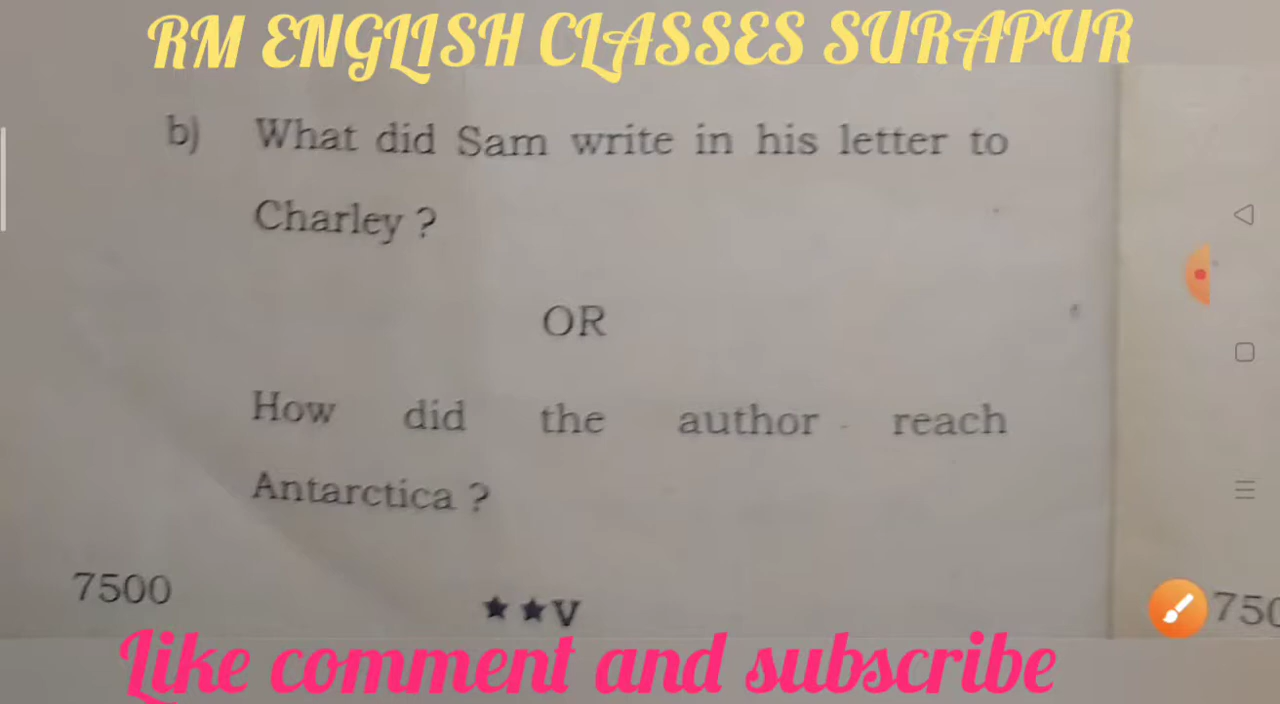 RM ENGLISH CLASSES SURAPUR
b) What did Sam write in his letter to
Charley ?
OR
How did the author reach
Antarctica ?
7500
★★V
750
Like comment and subscribe